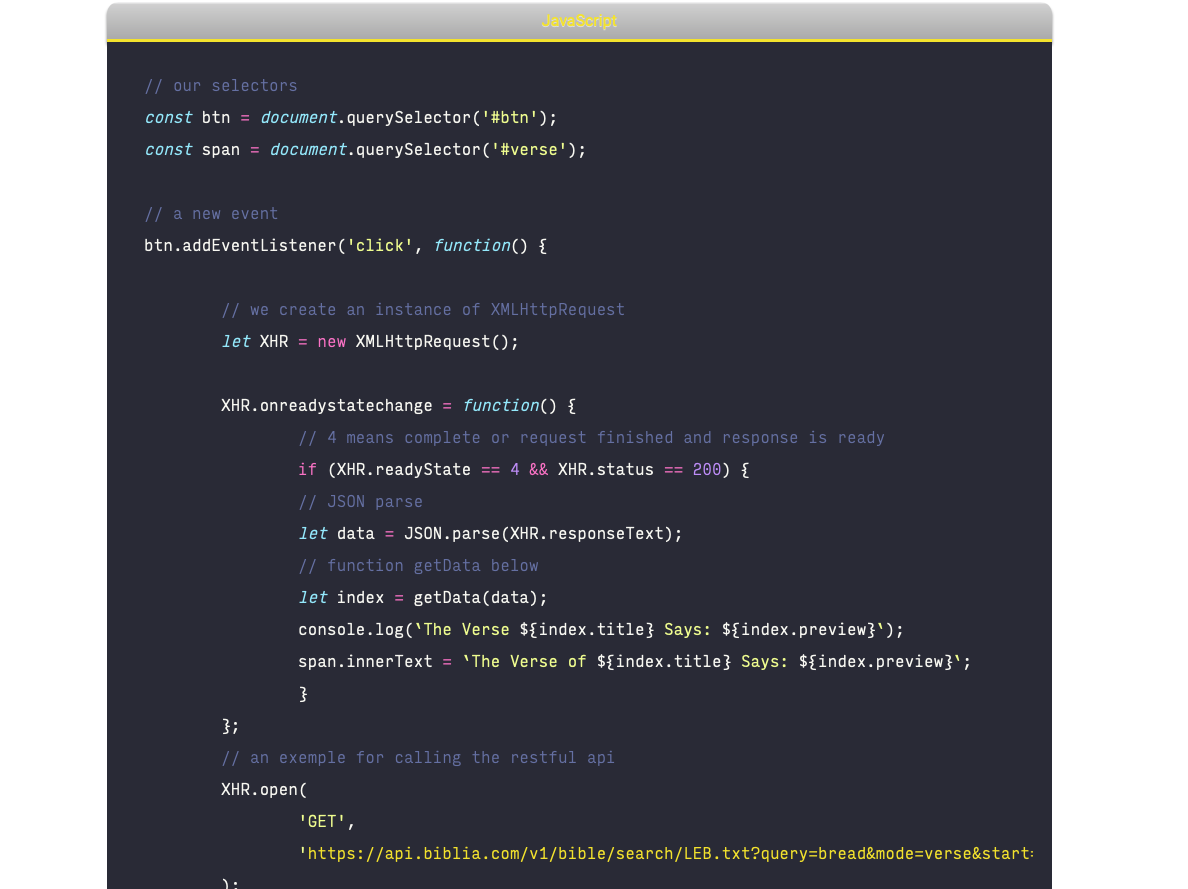 JavaScript
// our selectors
const btn = document.querySelector('#btn');
const span = document.querySelector('#verse');
// a new event
btn.addEventListener('click', function() {
// we create an instance of XMLHttpRequest
let XHR = new XMLHttpRequest();
XHR.onreadystatechange = function() {
// 4 means complete or request finished and response is ready
if (XHR.readyState == 4 && XHR.status == 200) {
// JSON parse
let data = JSON.parse(XHR.responseText);
// function getData below
let index = getData(data);
console.log(`The Verse ${index.title} Says: ${index.preview}`);
span.innerText = `The Verse of ${index.title} Says: ${index.preview}`;
}
};
// an exemple for calling the restful api
XHR.open(
'GET',
'https://api.biblia.com/v1/bible/search/LEB.txt?query=bread&mode=verse&start=
);